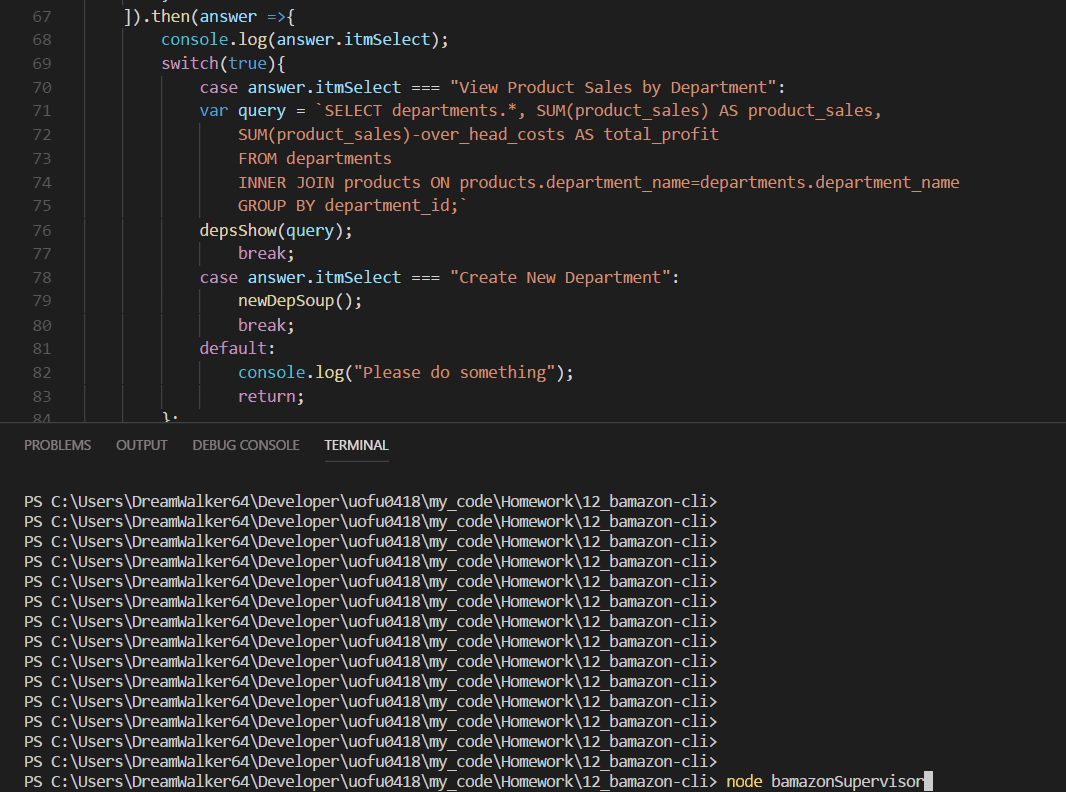 67 ]).then(answer =>{
68 console.log(answer.itmSelect);
69 switch(true){
70 case answer.itmSelect === "View Product Sales by Department":
71 var query = `SELECT departments.*, SUM(product_sales) AS product_sales,
72 SUM(product_sales)-over_head_costs AS total_profit
73 FROM departments
74 INNER JOIN products ON products.department_name=departments.department_name
75 GROUP BY department_id;`
76 depsShow(query);
77 break;
78 case answer.itmSelect === "Create New Department":
79 newDepSoup();
80 break;
81 default:
82 console.log("Please do something");
83 return;
84 };
PROBLEMS OUTPUT DEBUG CONSOLE TERMINAL
PS C:\Users\DreamWalker64\Developer\uofu0418\my_code\Homework\12_bamazon-cli>
PS C:\Users\DreamWalker64\Developer\uofu0418\my_code\Homework\12_bamazon-cli>
PS C:\Users\DreamWalker64\Developer\uofu0418\my_code\Homework\12_bamazon-cli>
PS C:\Users\DreamWalker64\Developer\uofu0418\my_code\Homework\12_bamazon-cli>
PS C:\Users\DreamWalker64\Developer\uofu0418\my_code\Homework\12_bamazon-cli>
PS C:\Users\DreamWalker64\Developer\uofu0418\my_code\Homework\12_bamazon-cli>
PS C:\Users\DreamWalker64\Developer\uofu0418\my_code\Homework\12_bamazon-cli>
PS C:\Users\DreamWalker64\Developer\uofu0418\my_code\Homework\12_bamazon-cli>
PS C:\Users\DreamWalker64\Developer\uofu0418\my_code\Homework\12_bamazon-cli>
PS C:\Users\DreamWalker64\Developer\uofu0418\my_code\Homework\12_bamazon-cli>
PS C:\Users\DreamWalker64\Developer\uofu0418\my_code\Homework\12_bamazon-cli>
PS C:\Users\DreamWalker64\Developer\uofu0418\my_code\Homework\12_bamazon-cli>
PS C:\Users\DreamWalker64\Developer\uofu0418\my_code\Homework\12_bamazon-cli>
PS C:\Users\DreamWalker64\Developer\uofu0418\my_code\Homework\12_bamazon-cli>
PS C:\Users\DreamWalker64\Developer\uofu0418\my_code\Homework\12_bamazon-cli> node bamazonSupervisor